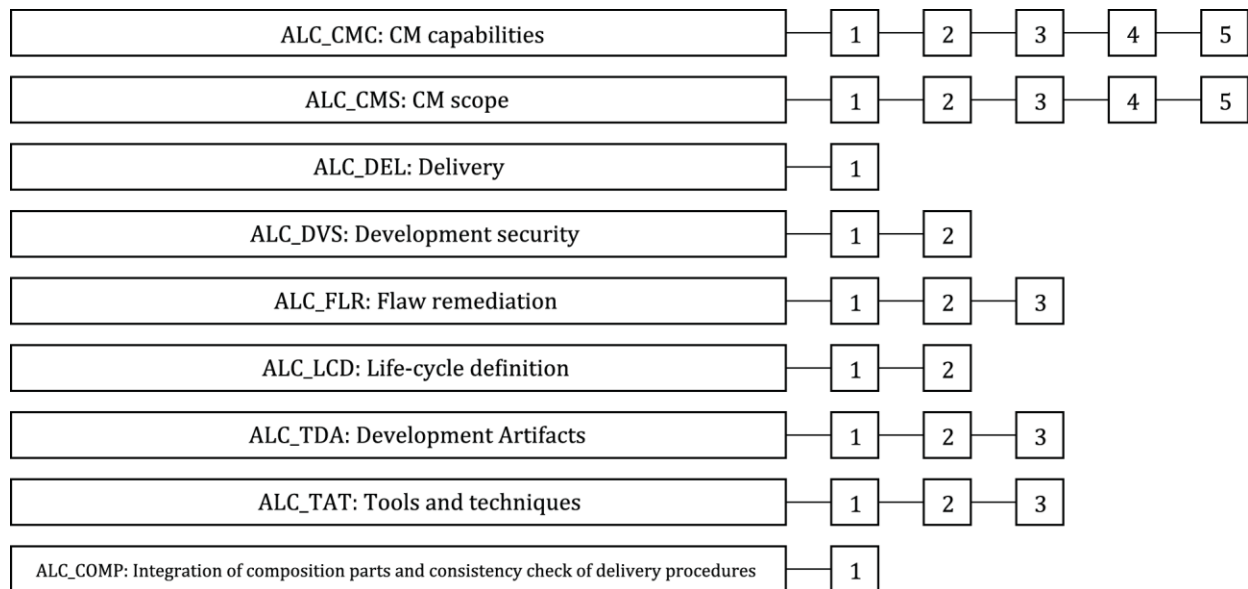 ALC_CMC: CM capabilities 1 2 3 4 5
ALC_CMS: CM scope 1 2 3 4 5
ALC_DEL: Delivery 1
ALC_DVS: Development security 1 2
ALC_FLR: Flaw remediation 1 2 3
ALC_LCD: Life-cycle definition 1 2
ALC_TDA: Development Artifacts 1 2 3
ALC_TAT: Tools and techniques 1 2 3
ALC_COMP: Integration of composition parts and consistency check of delivery procedures 1